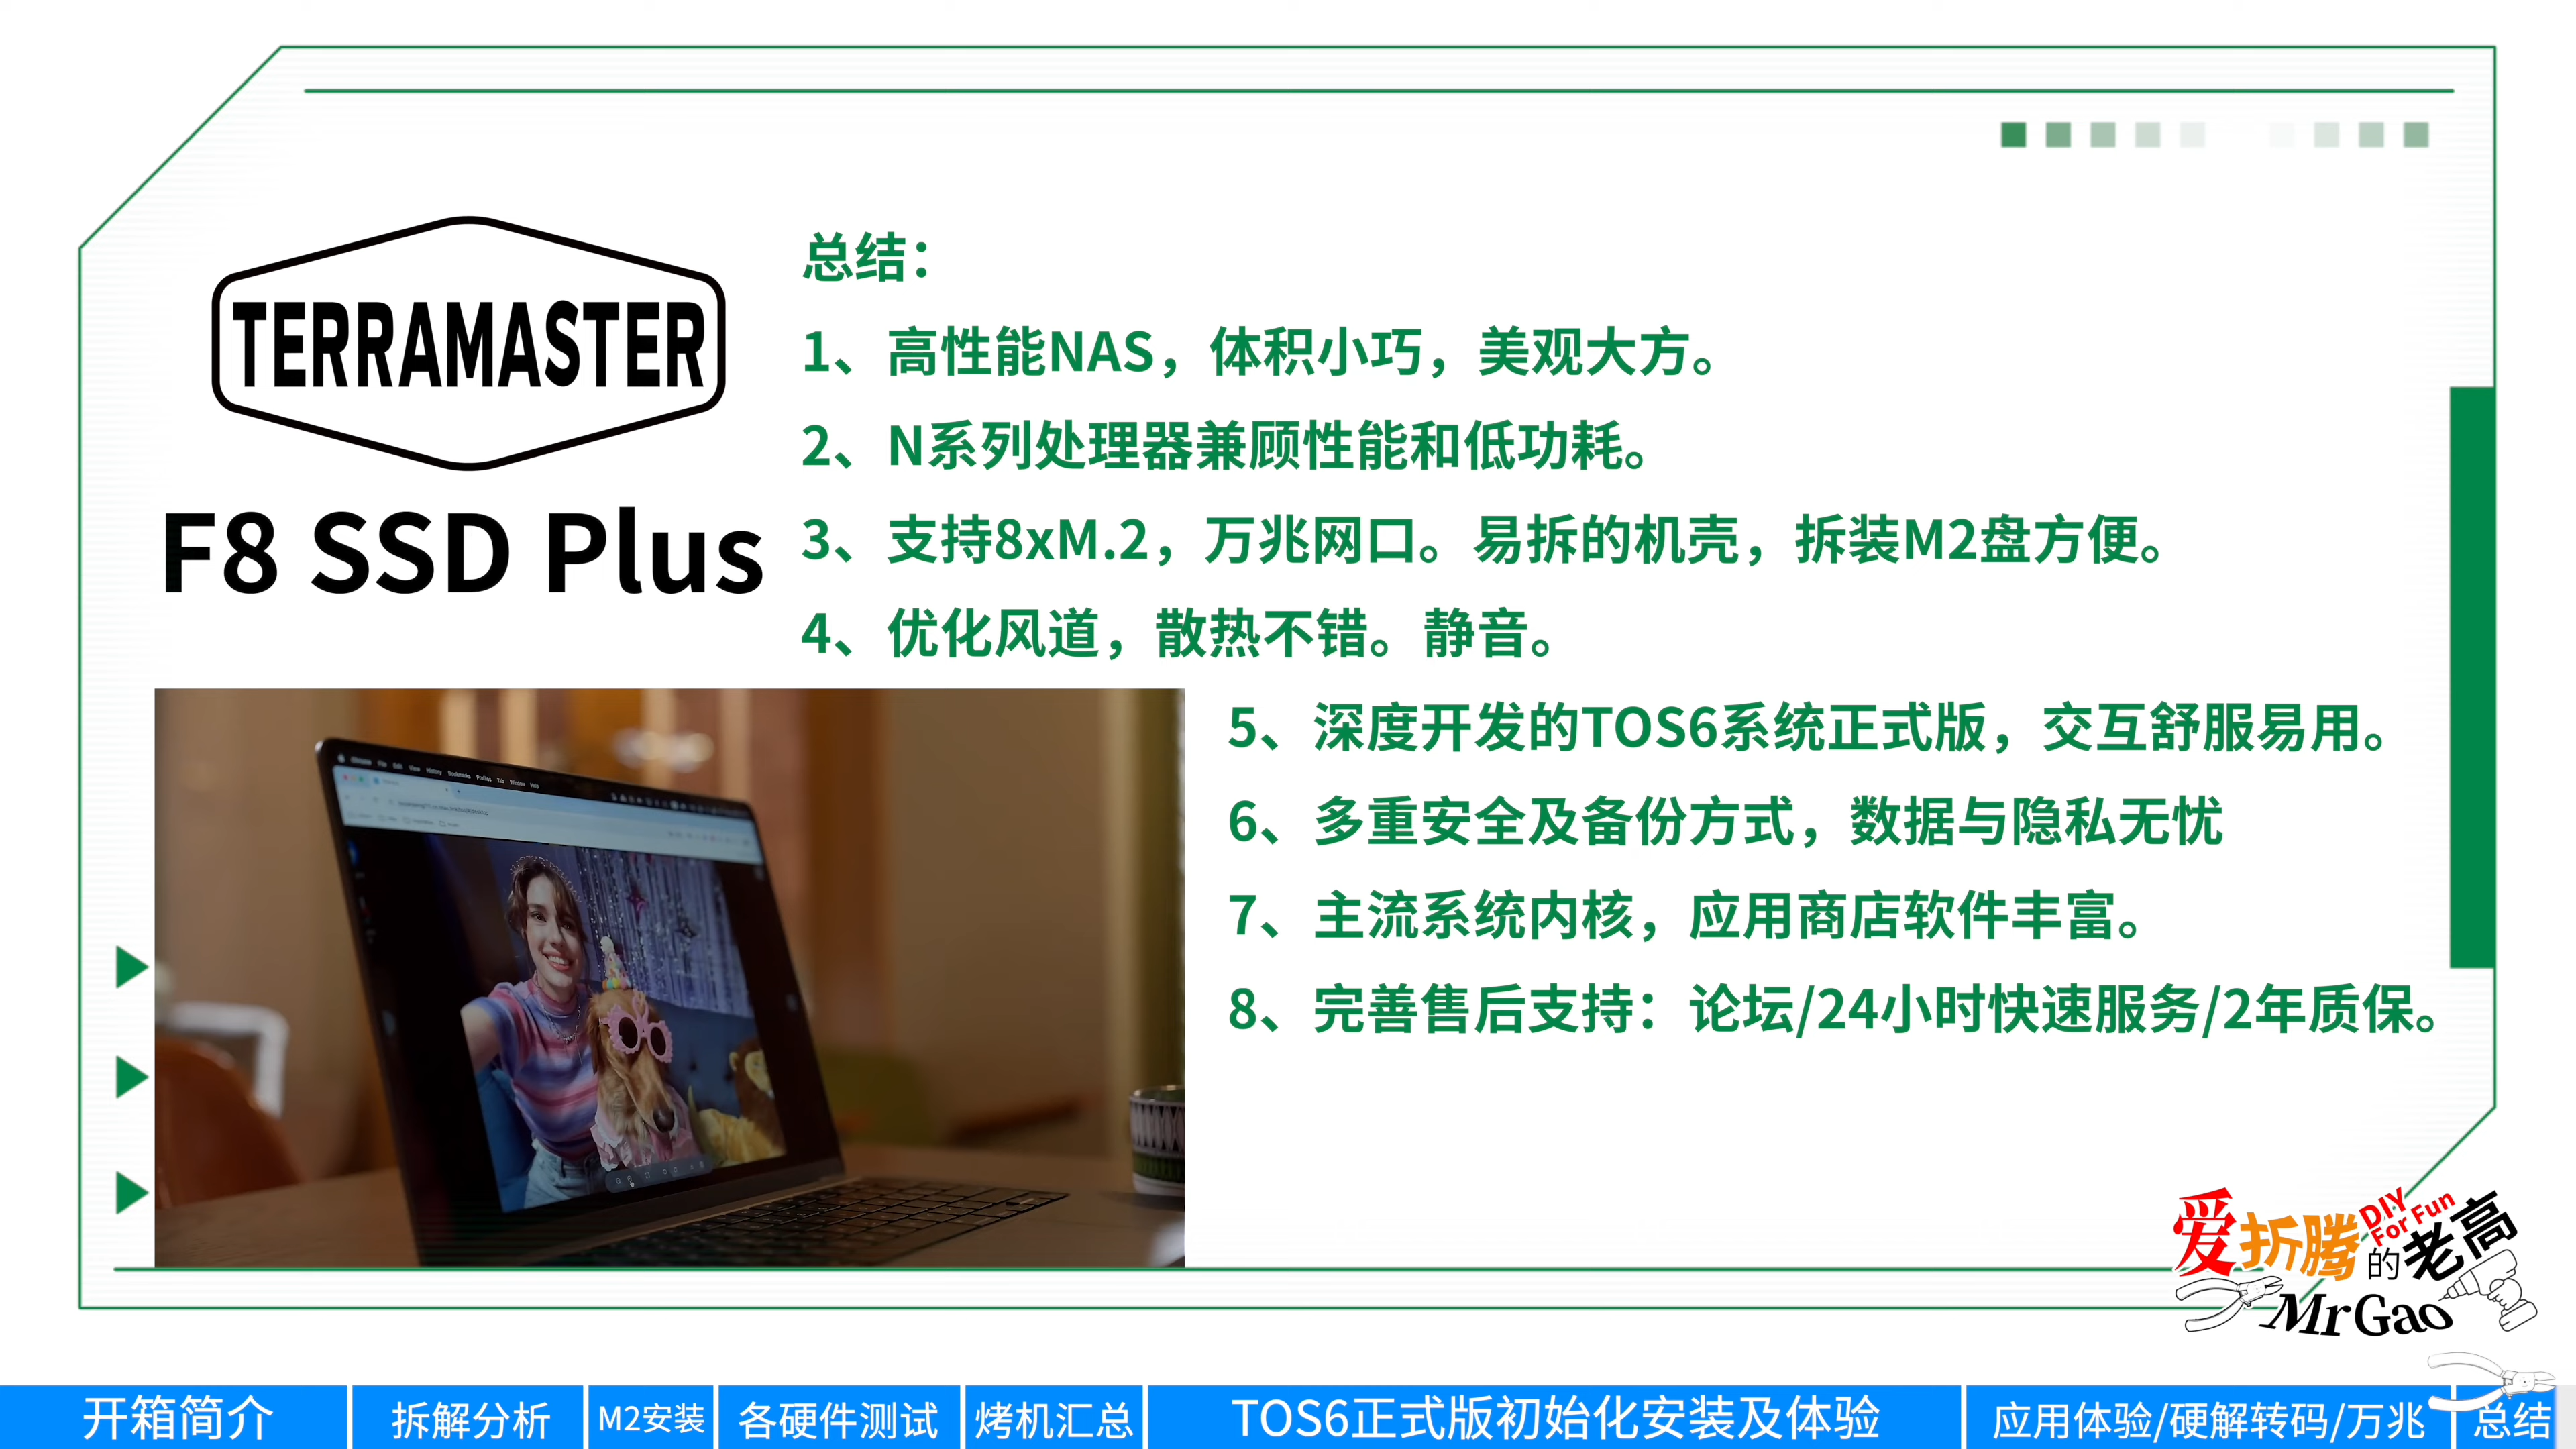 TERRAMASTER
F8 SSD Plus
总结：
1、高性能NAS，体积小巧，美观大方。
2、N系列处理器兼顾性能和低功耗。
3、支持8xM.2，万兆网口。易拆的机壳，拆装M2盘方便。
4、优化风道，散热不错。静音。
5、深度开发的TOS6系统正式版，交互舒服易用。
6、多重安全及备份方式，数据与隐私无忧
7、主流系统内核，应用商店软件丰富。
8、完善售后支持：论坛/24小时快速服务/2年质保。
爱折腾的老高
DIY
For Fun
MrGao
开箱简介
拆解分析
M2安装
各硬件测试
烤机汇总
TOS6正式版初始化安装及体验
应用体验/硬解转码/万兆
总结